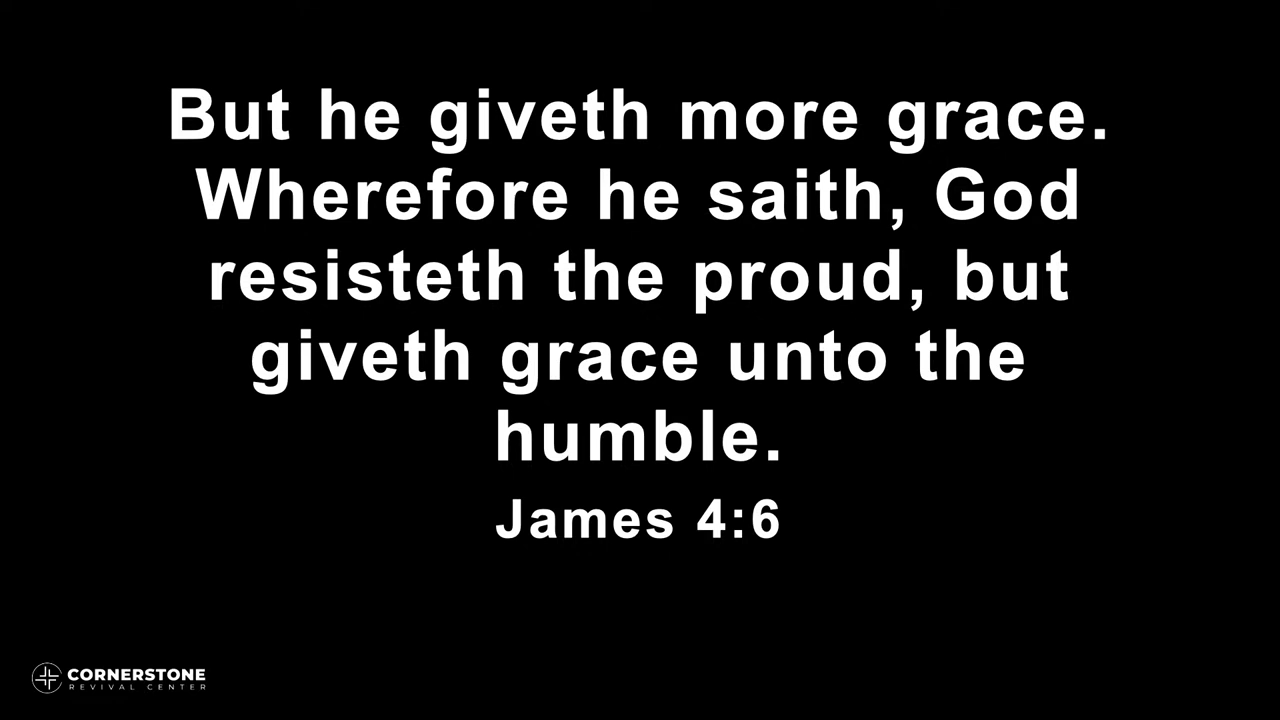 But he giveth more grace.
Wherefore he saith, God
resisteth the proud, but
giveth grace unto the
humble.
James 4:6
CORNERSTONE
REVIVAL CENTER